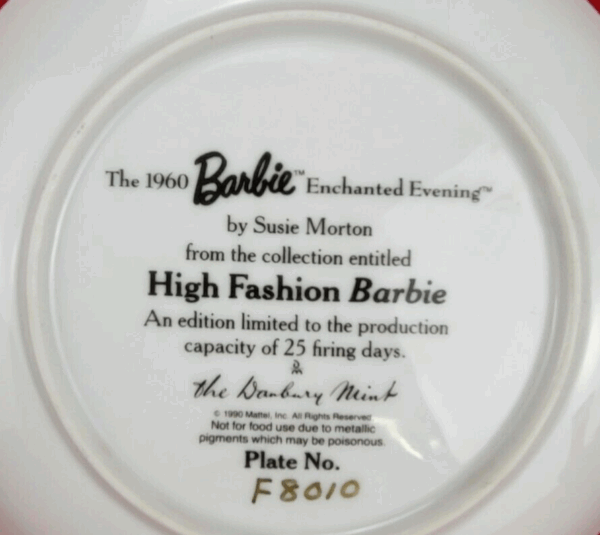 The 1960 Barbie™ Enchanted Evening™
by Susie Morton
from the collection entitled
High Fashion Barbie
An edition limited to the production
capacity of 25 firing days.
the Danbury Mint
© 1990 Mattel, Inc. All Rights Reserved.
Not for food use due to metallic
pigments which may be poisonous.
Plate No.
F8010